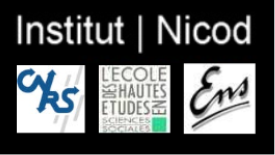 Institut | Nicod
CNRS
L'ECOLE
DES HAUTES
ETUDES EN
SCIENCES
SOCIALES
Ens